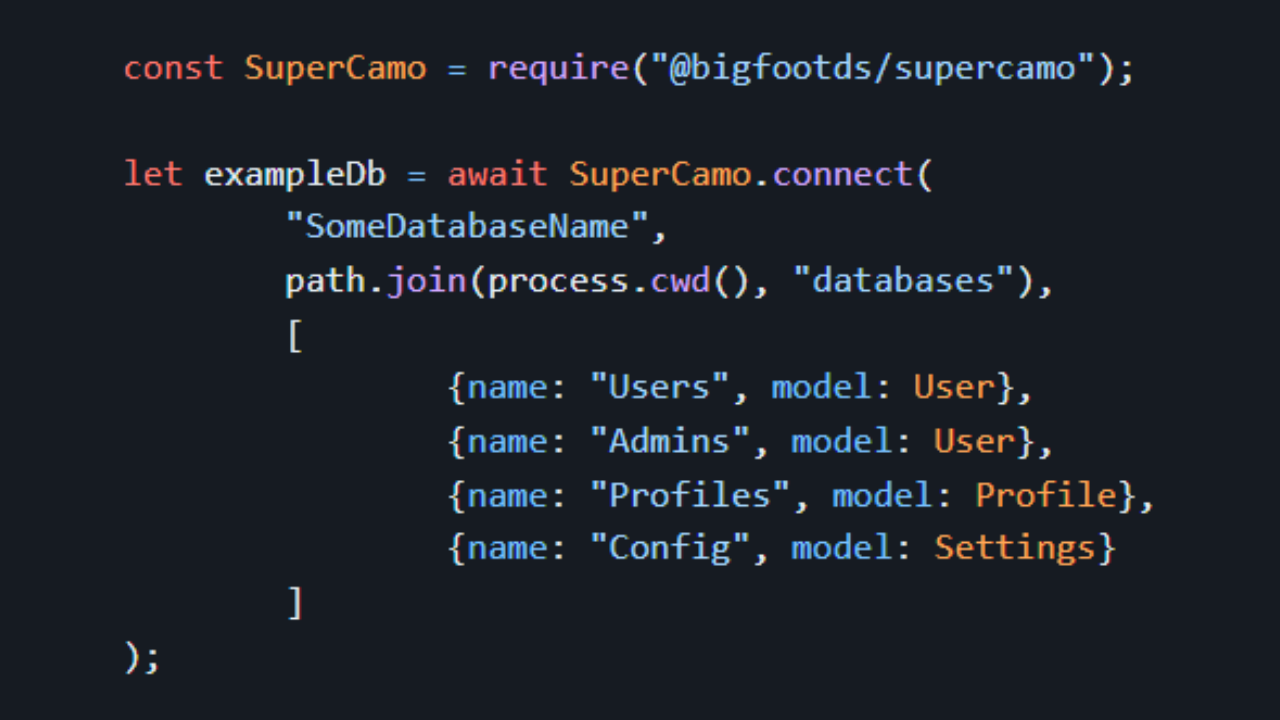 const SuperCamo = require("@bigfootds/supercamo");
let exampleDb = await SuperCamo.connect(
"SomeDatabaseName",
path.join(process.cwd(), "databases"),
[
{name: "Users", model: User},
{name: "Admins", model: User},
{name: "Profiles", model: Profile},
{name: "Config", model: Settings}
]
);